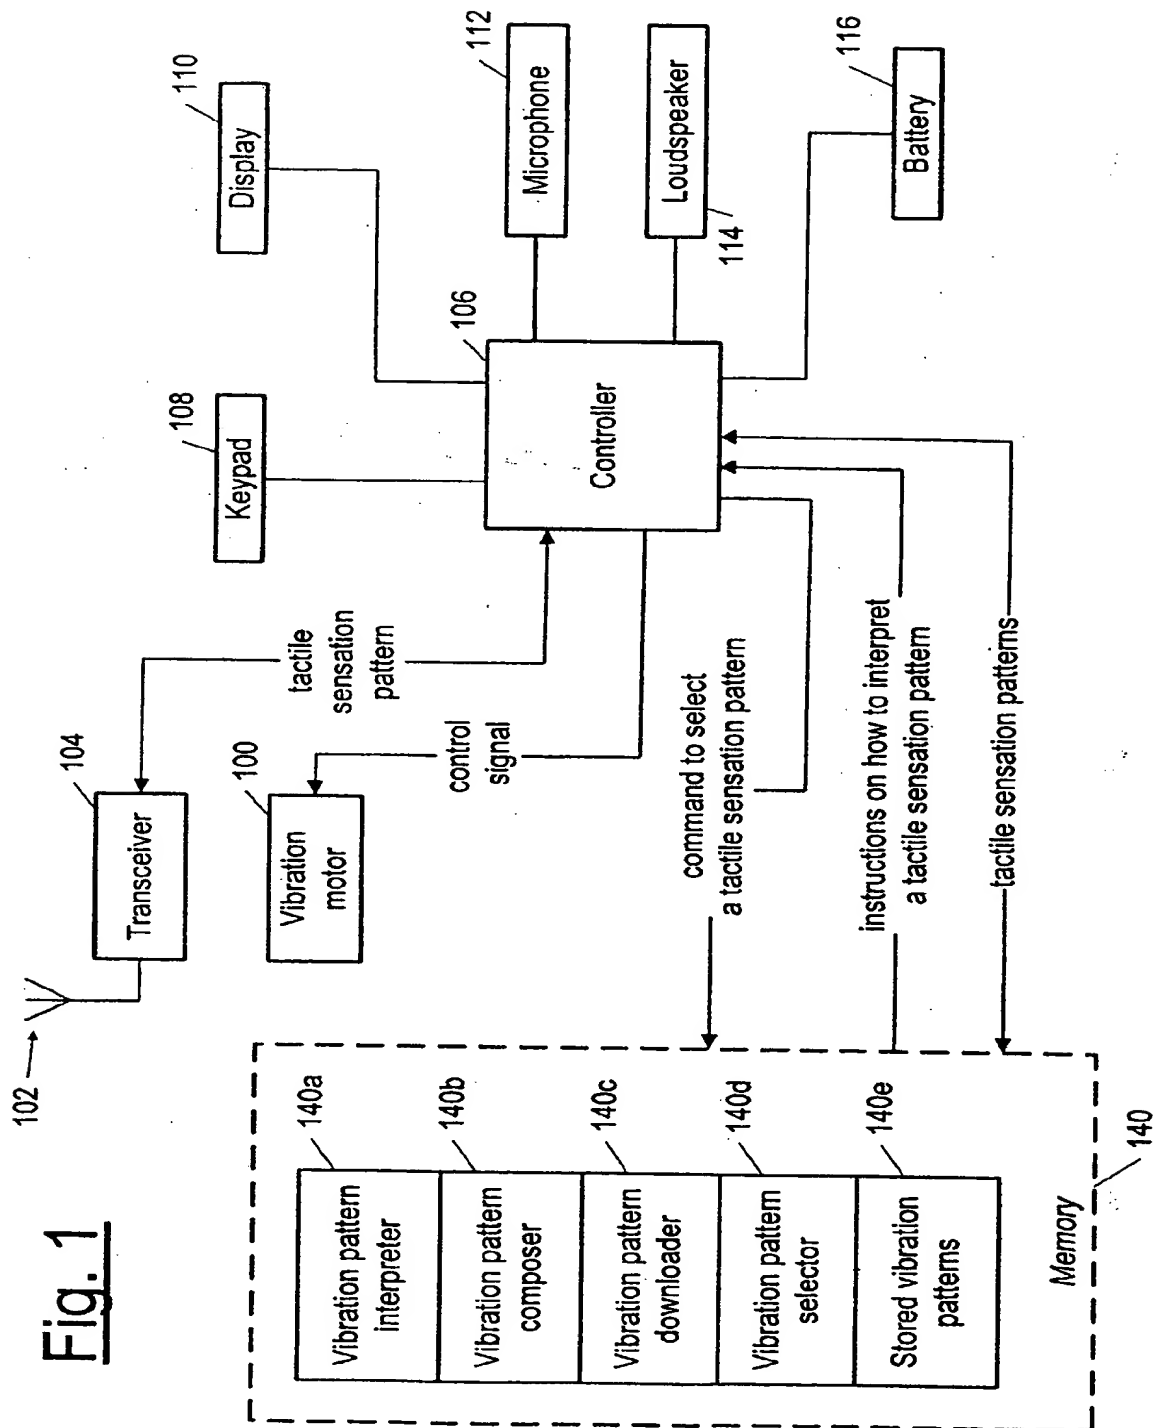 Fig. 1
102
104
Transceiver
100
Vibration
motor
tactile
sensation
pattern
control
signal
108
Keypad
110
Display
106
Controller
112
Microphone
Loudspeaker
114
116
Battery
command to select
a tactile sensation pattern
instructions on how to interpret
a tactile sensation pattern
tactile sensation patterns
140a
Vibration pattern
interpreter
140b
Vibration pattern
composer
140c
Vibration pattern
downloader
140d
Vibration pattern
selector
140e
Stored vibration
patterns
Memory
140